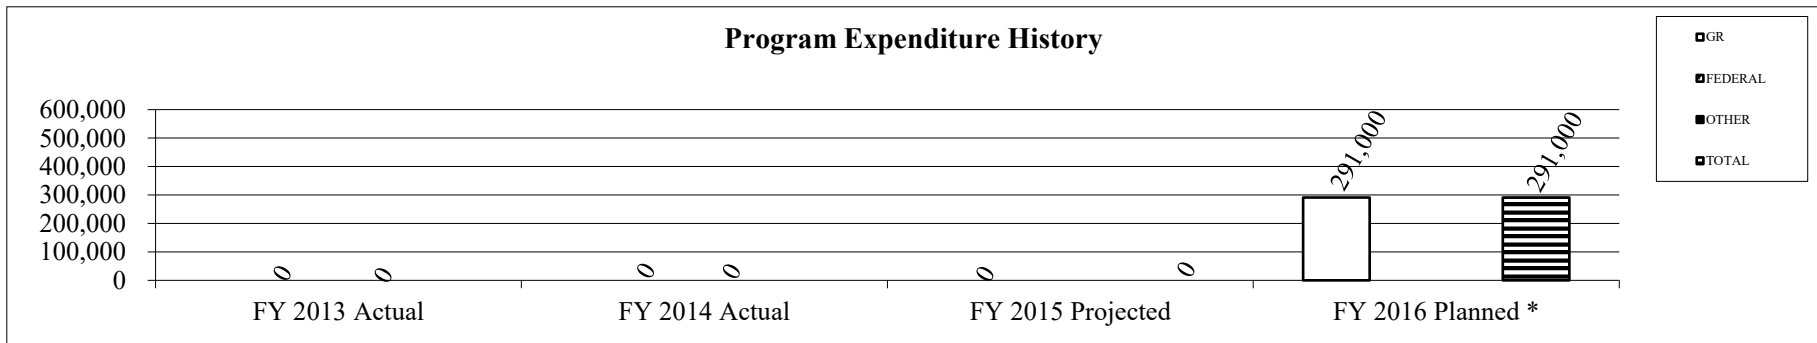 Program Expenditure History
GR
FEDERAL
OTHER
TOTAL
600,000
500,000
400,000
300,000
200,000
100,000
0
0
0
0
0
0
0
291,000
291,000
FY 2013 Actual
FY 2014 Actual
FY 2015 Projected
FY 2016 Planned *